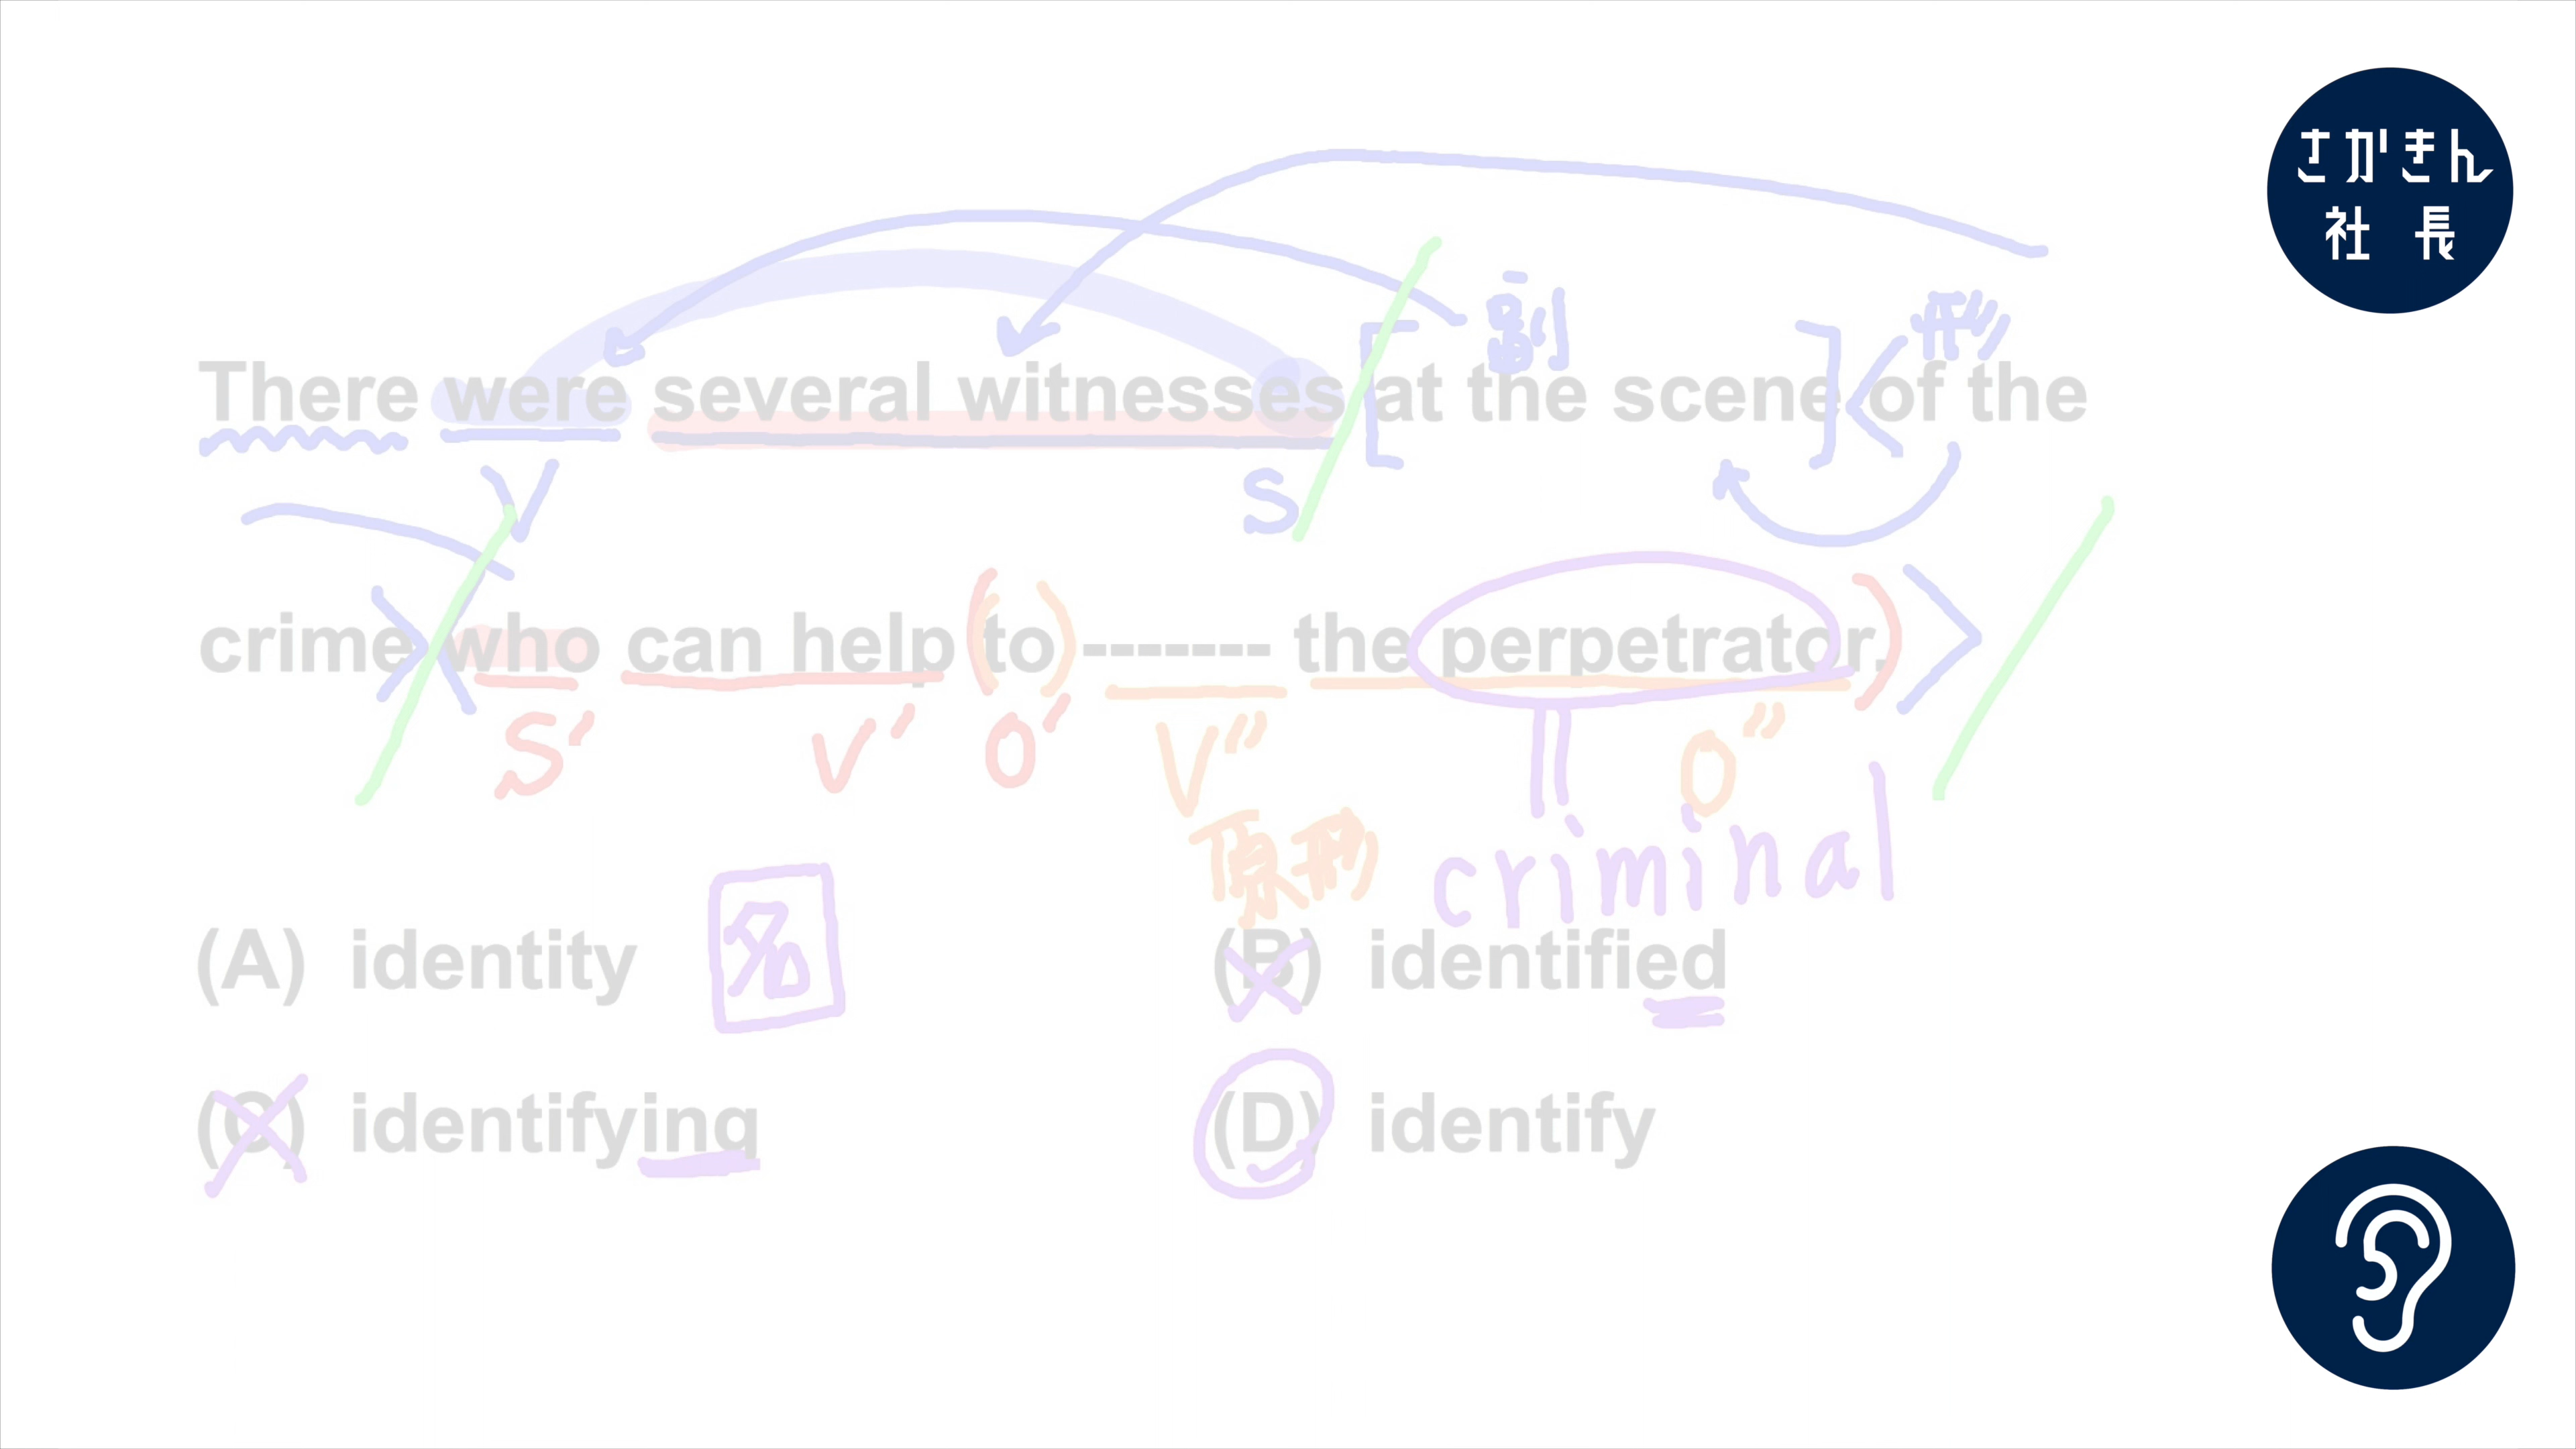 さかきん
社長
副
形
There were several witnesses at the scene of the
V
S
crime who can help (to) ------- the perpetrator.
S' V' O' V" O"
原形
criminal
(A) identity 名
(B) identified
(C) identifying
(D) identify